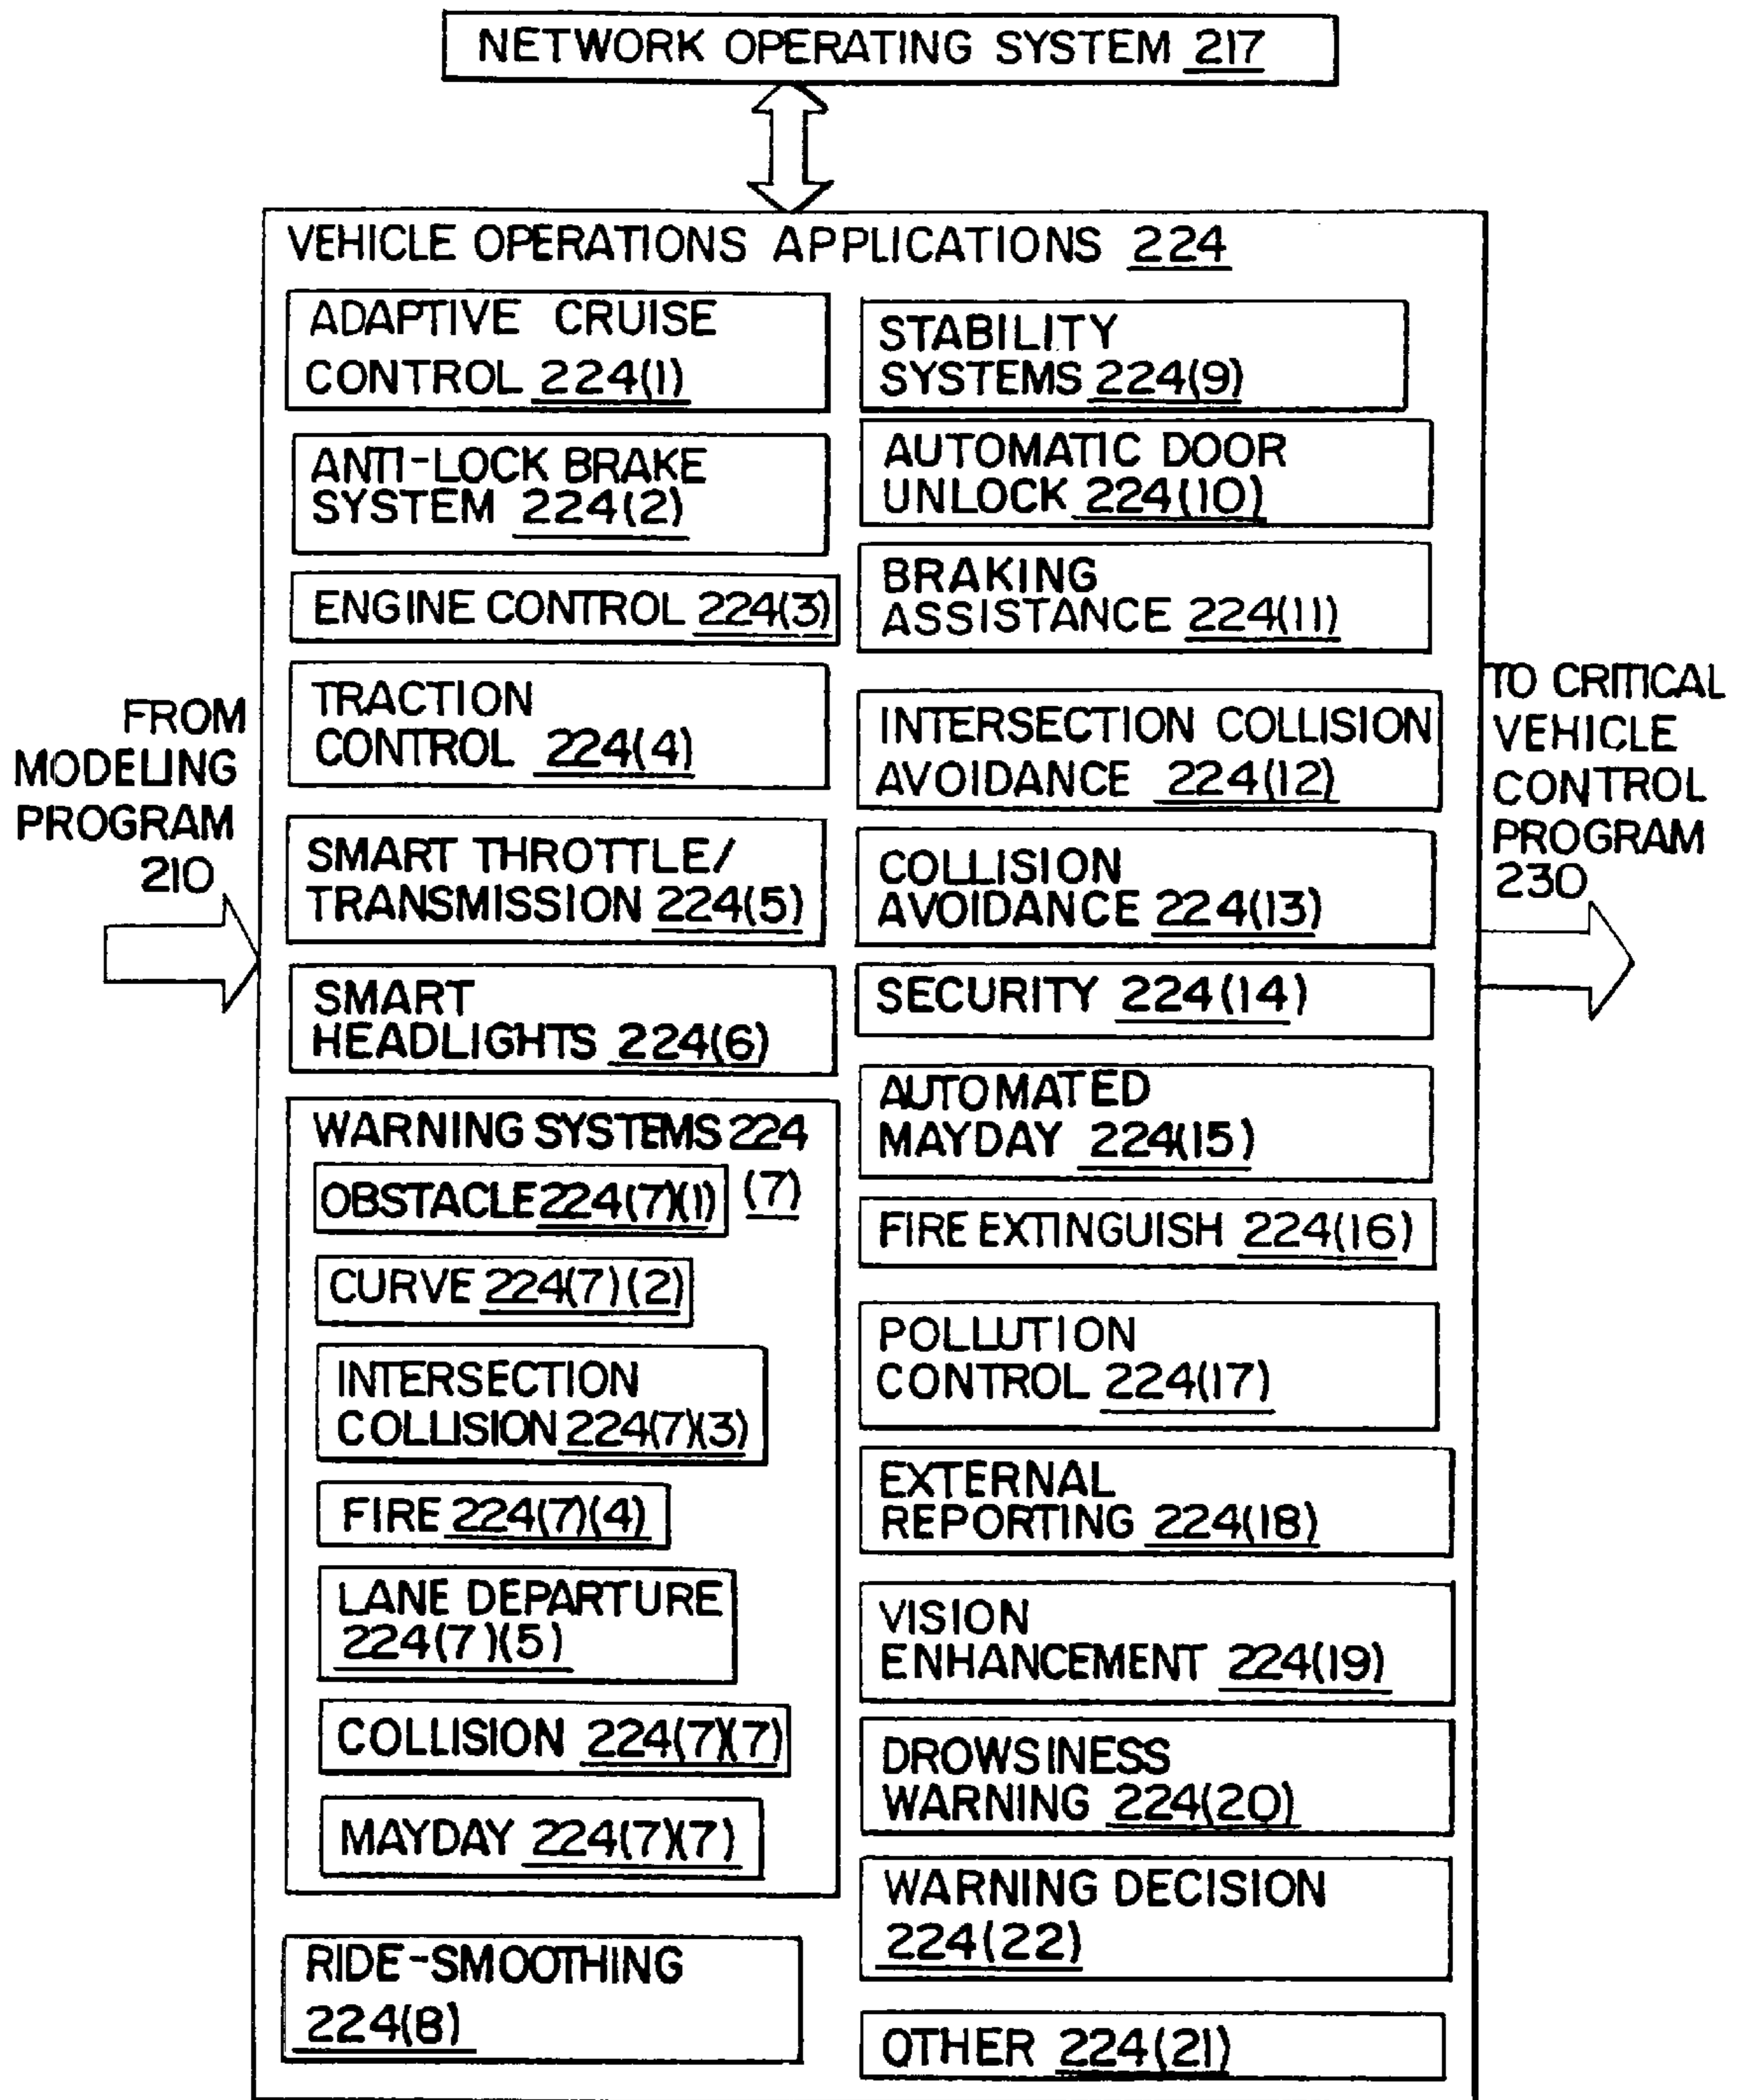 NETWORK OPERATING SYSTEM 217
VEHICLE OPERATIONS APPLICATIONS 224
ADAPTIVE CRUISE
CONTROL 224(1)
ANTI-LOCK BRAKE
SYSTEM 224(2)
ENGINE CONTROL 224(3)
TRACTION
CONTROL 224(4)
SMART THROTTLE/
TRANSMISSION 224(5)
SMART
HEADLIGHTS 224(6)
WARNING SYSTEMS 224
(7)
OBSTACLE 224(7)(1)
CURVE 224(7)(2)
INTERSECTION
COLLISION 224(7)(3)
FIRE 224(7)(4)
LANE DEPARTURE
224(7)(5)
COLLISION 224(7)(7)
MAYDAY 224(7)(7)
RIDE-SMOOTHING
224(8)
STABILITY
SYSTEMS 224(9)
AUTOMATIC DOOR
UNLOCK 224(10)
BRAKING
ASSISTANCE 224(11)
INTERSECTION COLLISION
AVOIDANCE 224(12)
COLLISION
AVOIDANCE 224(13)
SECURITY 224(14)
AUTOMATED
MAYDAY 224(15)
FIRE EXTINGUISH 224(16)
POLLUTION
CONTROL 224(17)
EXTERNAL
REPORTING 224(18)
VISION
ENHANCEMENT 224(19)
DROWSINESS
WARNING 224(20)
WARNING DECISION
224(22)
OTHER 224(21)
FROM
MODELING
PROGRAM
210
TO CRITICAL
VEHICLE
CONTROL
PROGRAM
230